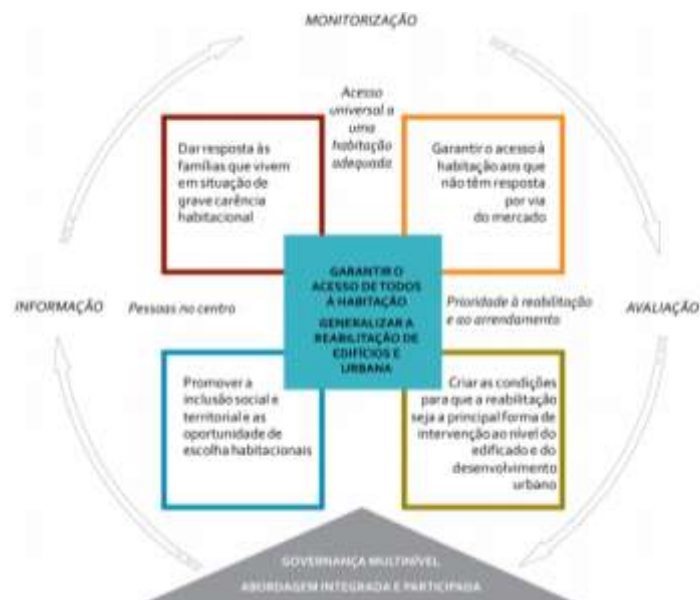 MONITORIZAÇÃO
Acesso
universal a
uma
habitação
adequada
Dar resposta às
famílias que vivem
em situação de
grave carência
habitacional
Garantir o acesso à
habitação aos que
não têm resposta
por via
do mercado
GARANTIR O
ACESSO DE TODOS
À HABITAÇÃO
GENERALIZAR A
REABILITAÇÃO DE
EDIFÍCIOS E
URBANA
INFORMAÇÃO
Pessoas no centro
Prioridade à reabilitação
e ao arrendamento
AVALIAÇÃO
Promover a
inclusão social e
territorial e as
oportunidade de
escolha habitacionais
Criar as condições
para que a reabilitação
seja a principal forma de
intervenção ao nível do
edificado e do
desenvolvimento
urbano
GOVERNANÇA MULTINÍVEL
ABORDAGEM INTEGRADA E PARTICIPADA